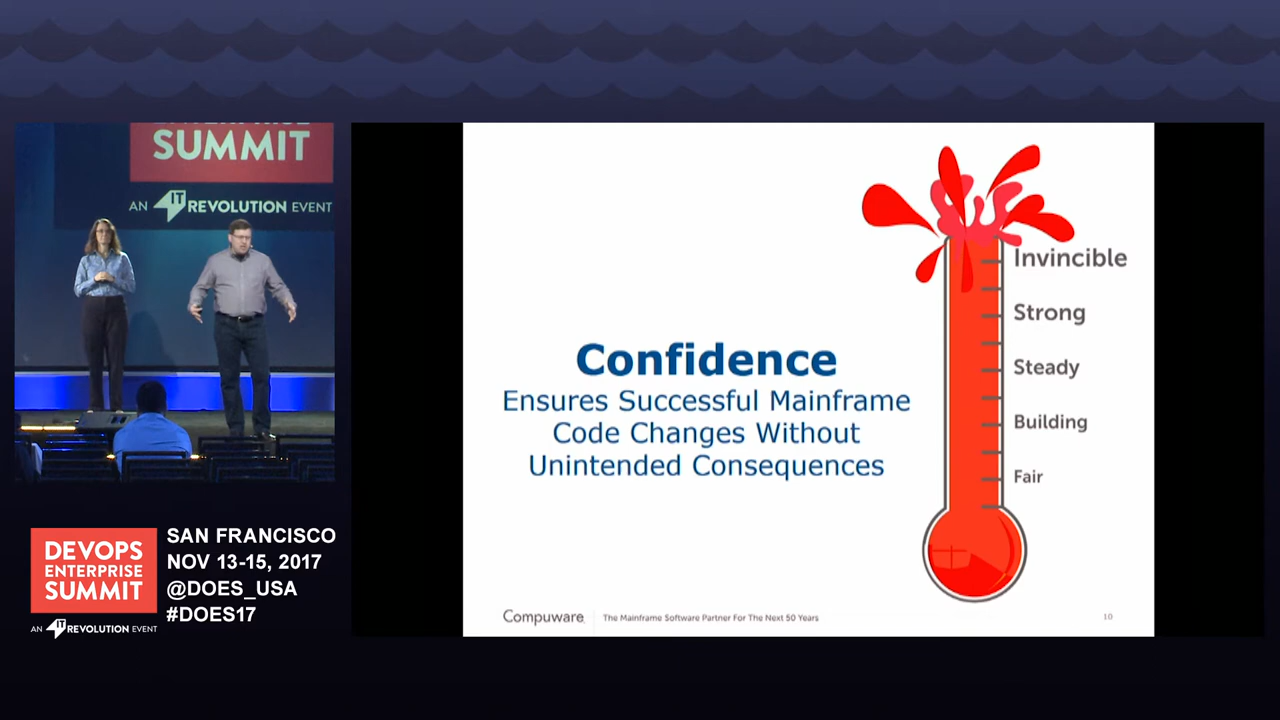 SUMMIT
AN IT REVOLUTION EVENT
Invincible
Strong
Steady
Building
Fair
Confidence
Ensures Successful Mainframe
Code Changes Without
Unintended Consequences
Compuware
The Mainframe Software Partner For The Next 50 Years
10
DEVOPS
ENTERPRISE
SUMMIT
AN IT REVOLUTION EVENT
SAN FRANCISCO
NOV 13-15, 2017
@DOES_USA
#DOES17